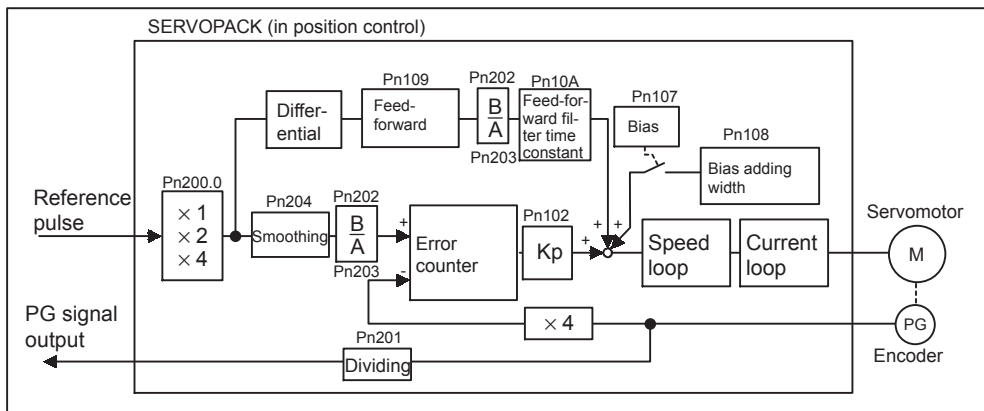 SERVOPACK (in position control)
Pn109
Pn202
Pn10A
Pn107
Differ-
ential
Feed-
forward
B
A
Feed-for-
ward filter
time
constant
Pn203
Bias
Pn108
Bias adding
width
Reference
pulse
Pn200.0
× 1
× 2
× 4
Pn204
Smoothing
Pn202
B
A
Pn203
+
-
Error
counter
Pn102
Kp
+
+
+
Speed
loop
Current
loop
Servomotor
M
PG
Encoder
× 4
PG signal
output
Pn201
Dividing